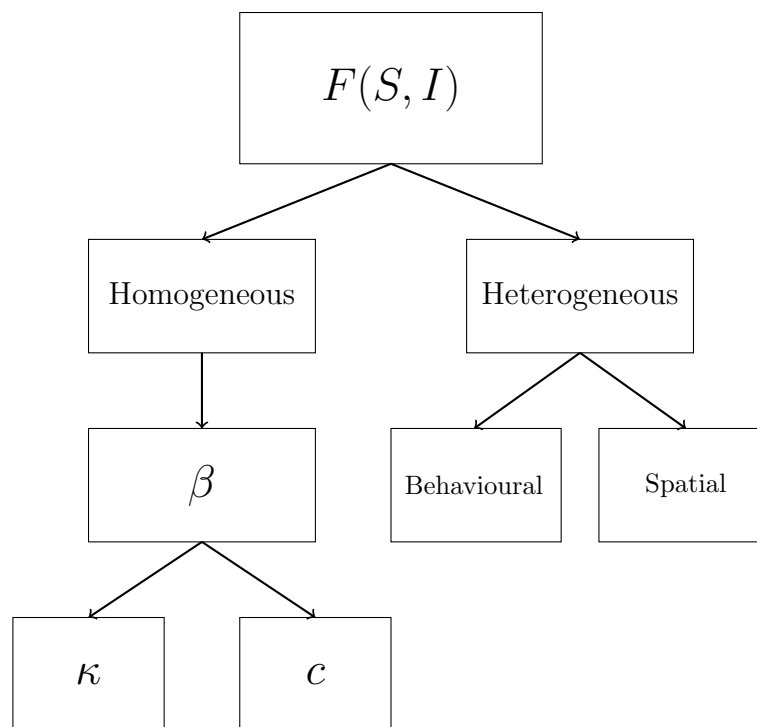 F(S, I)
Homogeneous
Heterogeneous
β
Behavioural
Spatial
κ
c